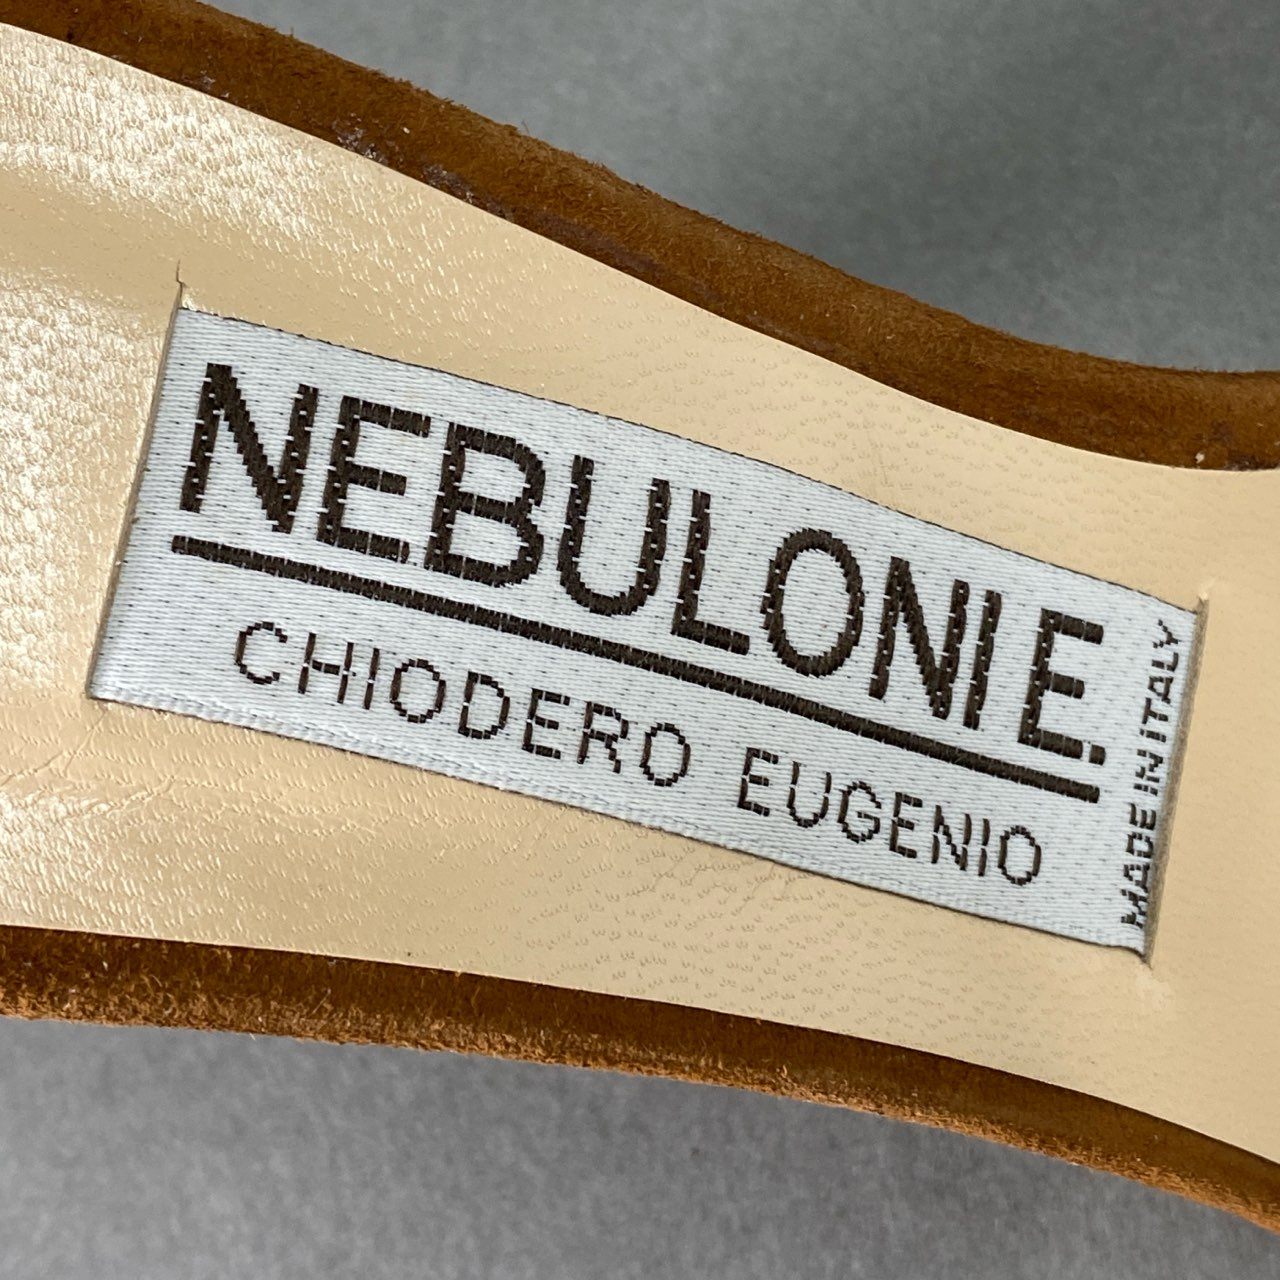 NEBULONI E.
CHIODERO EUGENIO
MADE IN ITALY